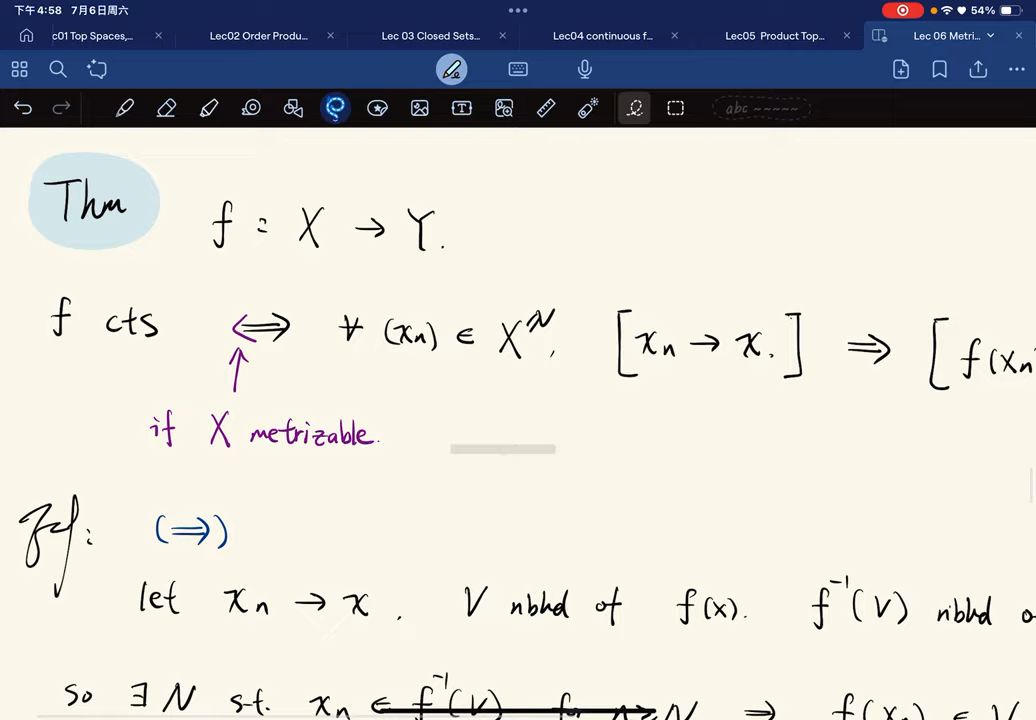 下午4:58 7月6日周六
54%
c01 Top Spaces, Lec02 Order Produ... Lec 03 Closed Sets... Lec04 continuous f... Lec05 Product Top... Lec 06 Metri...
abc
Thm f : X → Y.
f cts ⟺ ∀ (xn) ∈ X^ℕ, [xn → x.] ⟹ [f(xn
if X metrizable.
(⟹)
let xn → x. V nbhd of f(x). f⁻¹(V) nbhd o
so ∃ N s.t. xn ∈ f⁻¹(V) for n > N ⟹ f(xn) ∈ V